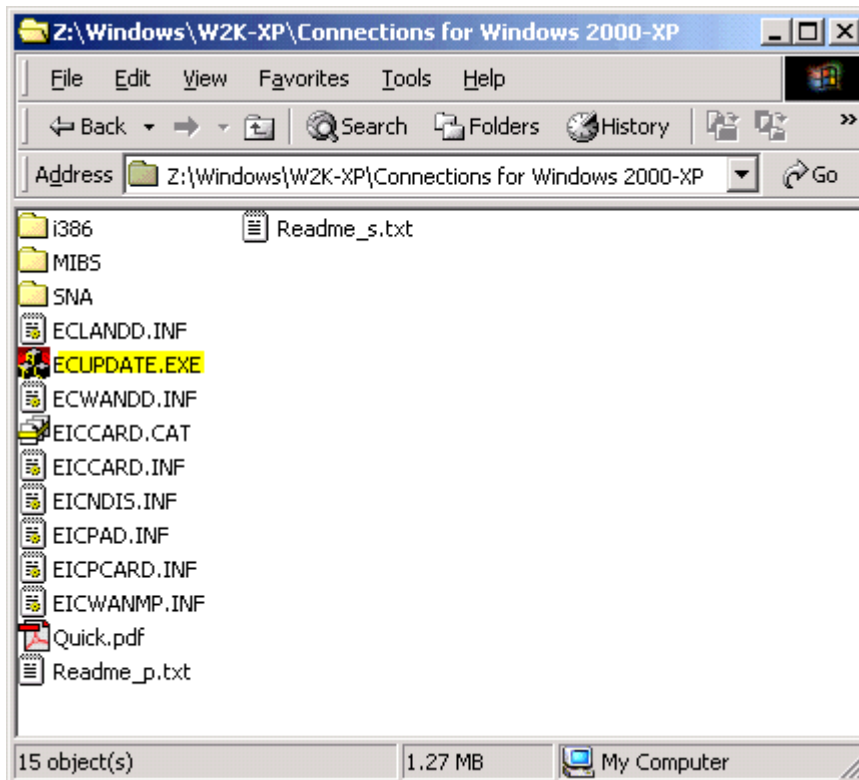 Z:\Windows\W2K-XP\Connections for Windows 2000-XP
File Edit View Favorites Tools Help
Back Search Folders History »
Address Z:\Windows\W2K-XP\Connections for Windows 2000-XP Go
i386
MIBS
SNA
ECLANDD.INF
ECUPDATE.EXE
ECWANDD.INF
EICCARD.CAT
EICCARD.INF
EICNDIS.INF
EICPAD.INF
EICPCARD.INF
EICWANMP.INF
Quick.pdf
Readme_p.txt
Readme_s.txt
15 object(s) 1.27 MB My Computer